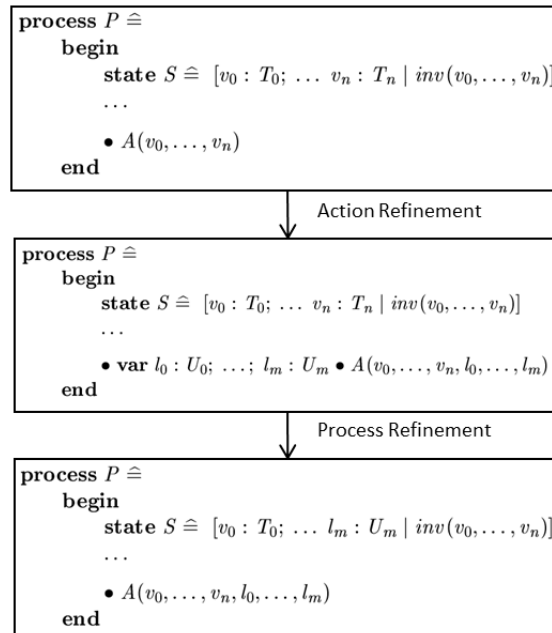 process P ≙
begin
state S ≙ [v₀ : T₀; … vₙ : Tₙ | inv(v₀, …, vₙ)]
…
• A(v₀, …, vₙ)
end
Action Refinement
process P ≙
begin
state S ≙ [v₀ : T₀; … vₙ : Tₙ | inv(v₀, …, vₙ)]
…
• var l₀ : U₀; …; lₘ : Uₘ • A(v₀, …, vₙ, l₀, …, lₘ)
end
Process Refinement
process P ≙
begin
state S ≙ [v₀ : T₀; … lₘ : Uₘ | inv(v₀, …, vₙ)]
…
• A(v₀, …, vₙ, l₀, …, lₘ)
end